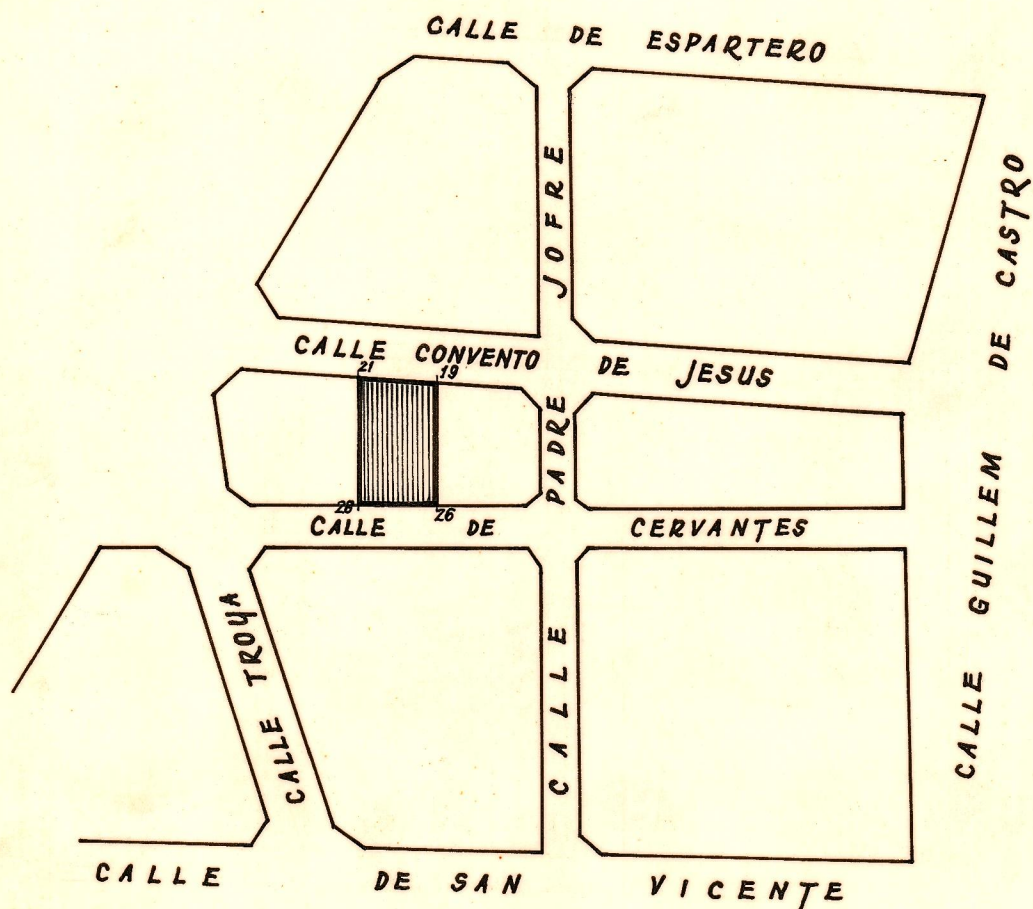 CALLE DE ESPARTERO
CALLE PADRE JOFRE
CALLE GUILLEM DE CASTRO
CALLE CONVENTO DE JESUS
21 19
28 26
CALLE DE CERVANTES
CALLE TROYA
CALLE DE SAN VICENTE